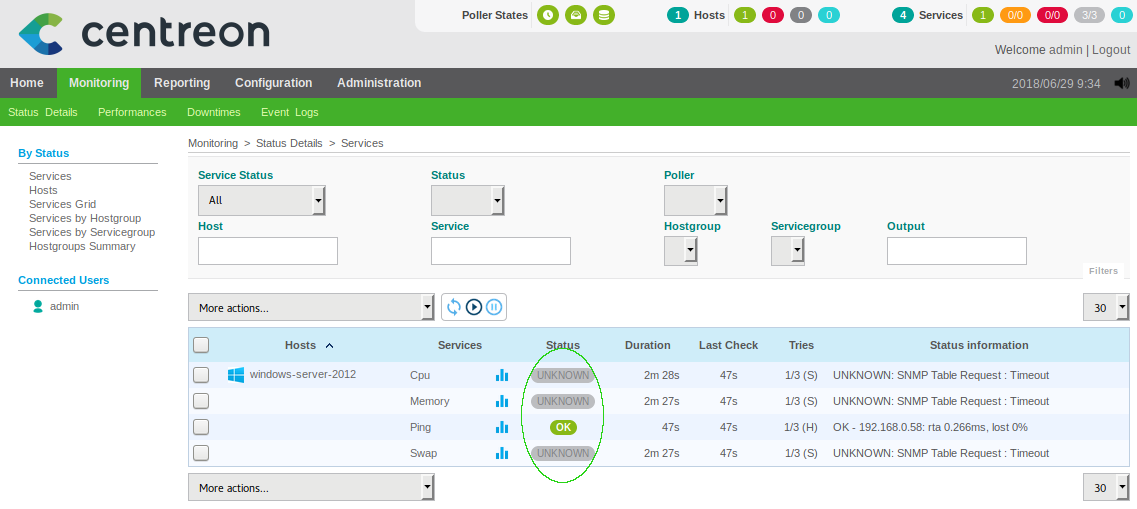 centreon
Poller States 1 Hosts 1 0 0 0 4 Services 1 0/0 0/0 3/3 0
Welcome admin | Logout
Home Monitoring Reporting Configuration Administration 2018/06/29 9:34
Status Details Performances Downtimes Event Logs
By Status
Services
Hosts
Services Grid
Services by Hostgroup
Services by Servicegroup
Hostgroups Summary
Connected Users
admin
Monitoring > Status Details > Services
Service Status Status Poller
All
Host Service Hostgroup Servicegroup Output
Filters
More actions... 30
Hosts Services Status Duration Last Check Tries Status information
windows-server-2012 Cpu UNKNOWN 2m 28s 47s 1/3 (S) UNKNOWN: SNMP Table Request : Timeout
Memory UNKNOWN 2m 27s 47s 1/3 (S) UNKNOWN: SNMP Table Request : Timeout
Ping OK 47s 47s 1/3 (H) OK - 192.168.0.58: rta 0.266ms, lost 0%
Swap UNKNOWN 2m 27s 47s 1/3 (S) UNKNOWN: SNMP Table Request : Timeout
More actions... 30